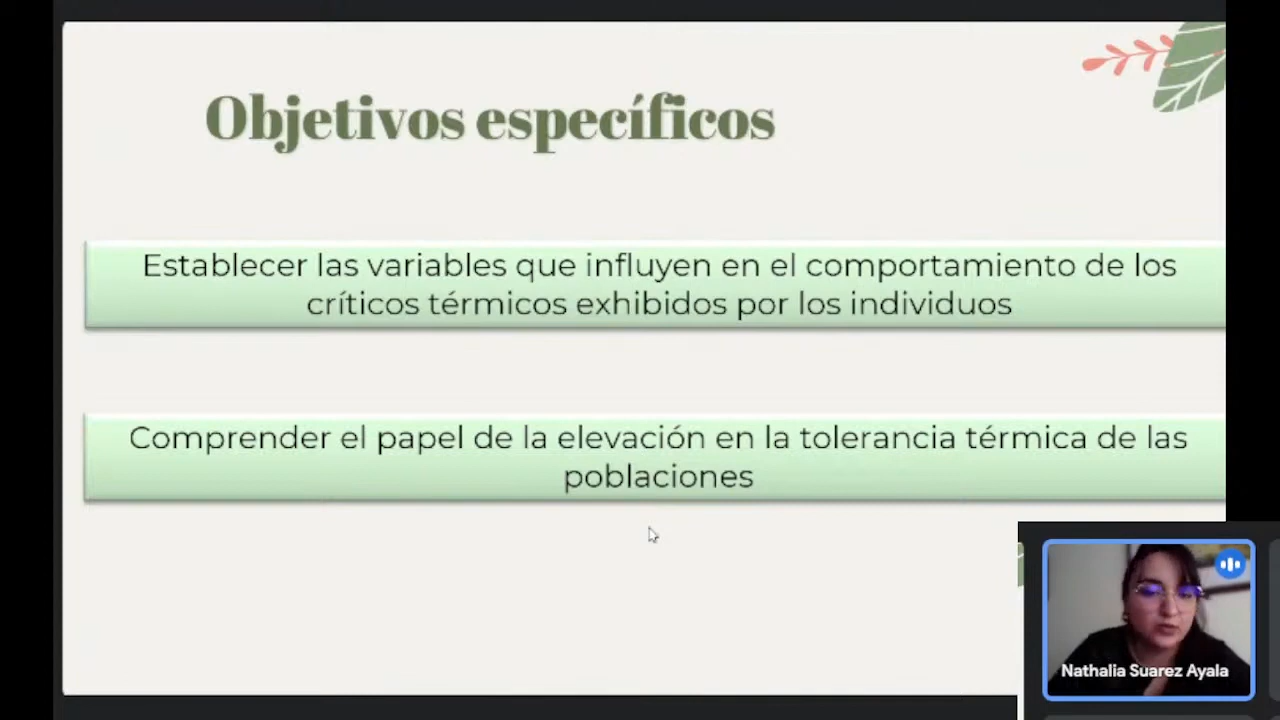 Objetivos específicos
Establecer las variables que influyen en el comportamiento de los
críticos térmicos exhibidos por los individuos
Comprender el papel de la elevación en la tolerancia térmica de las
poblaciones
Nathalia Suarez Ayala